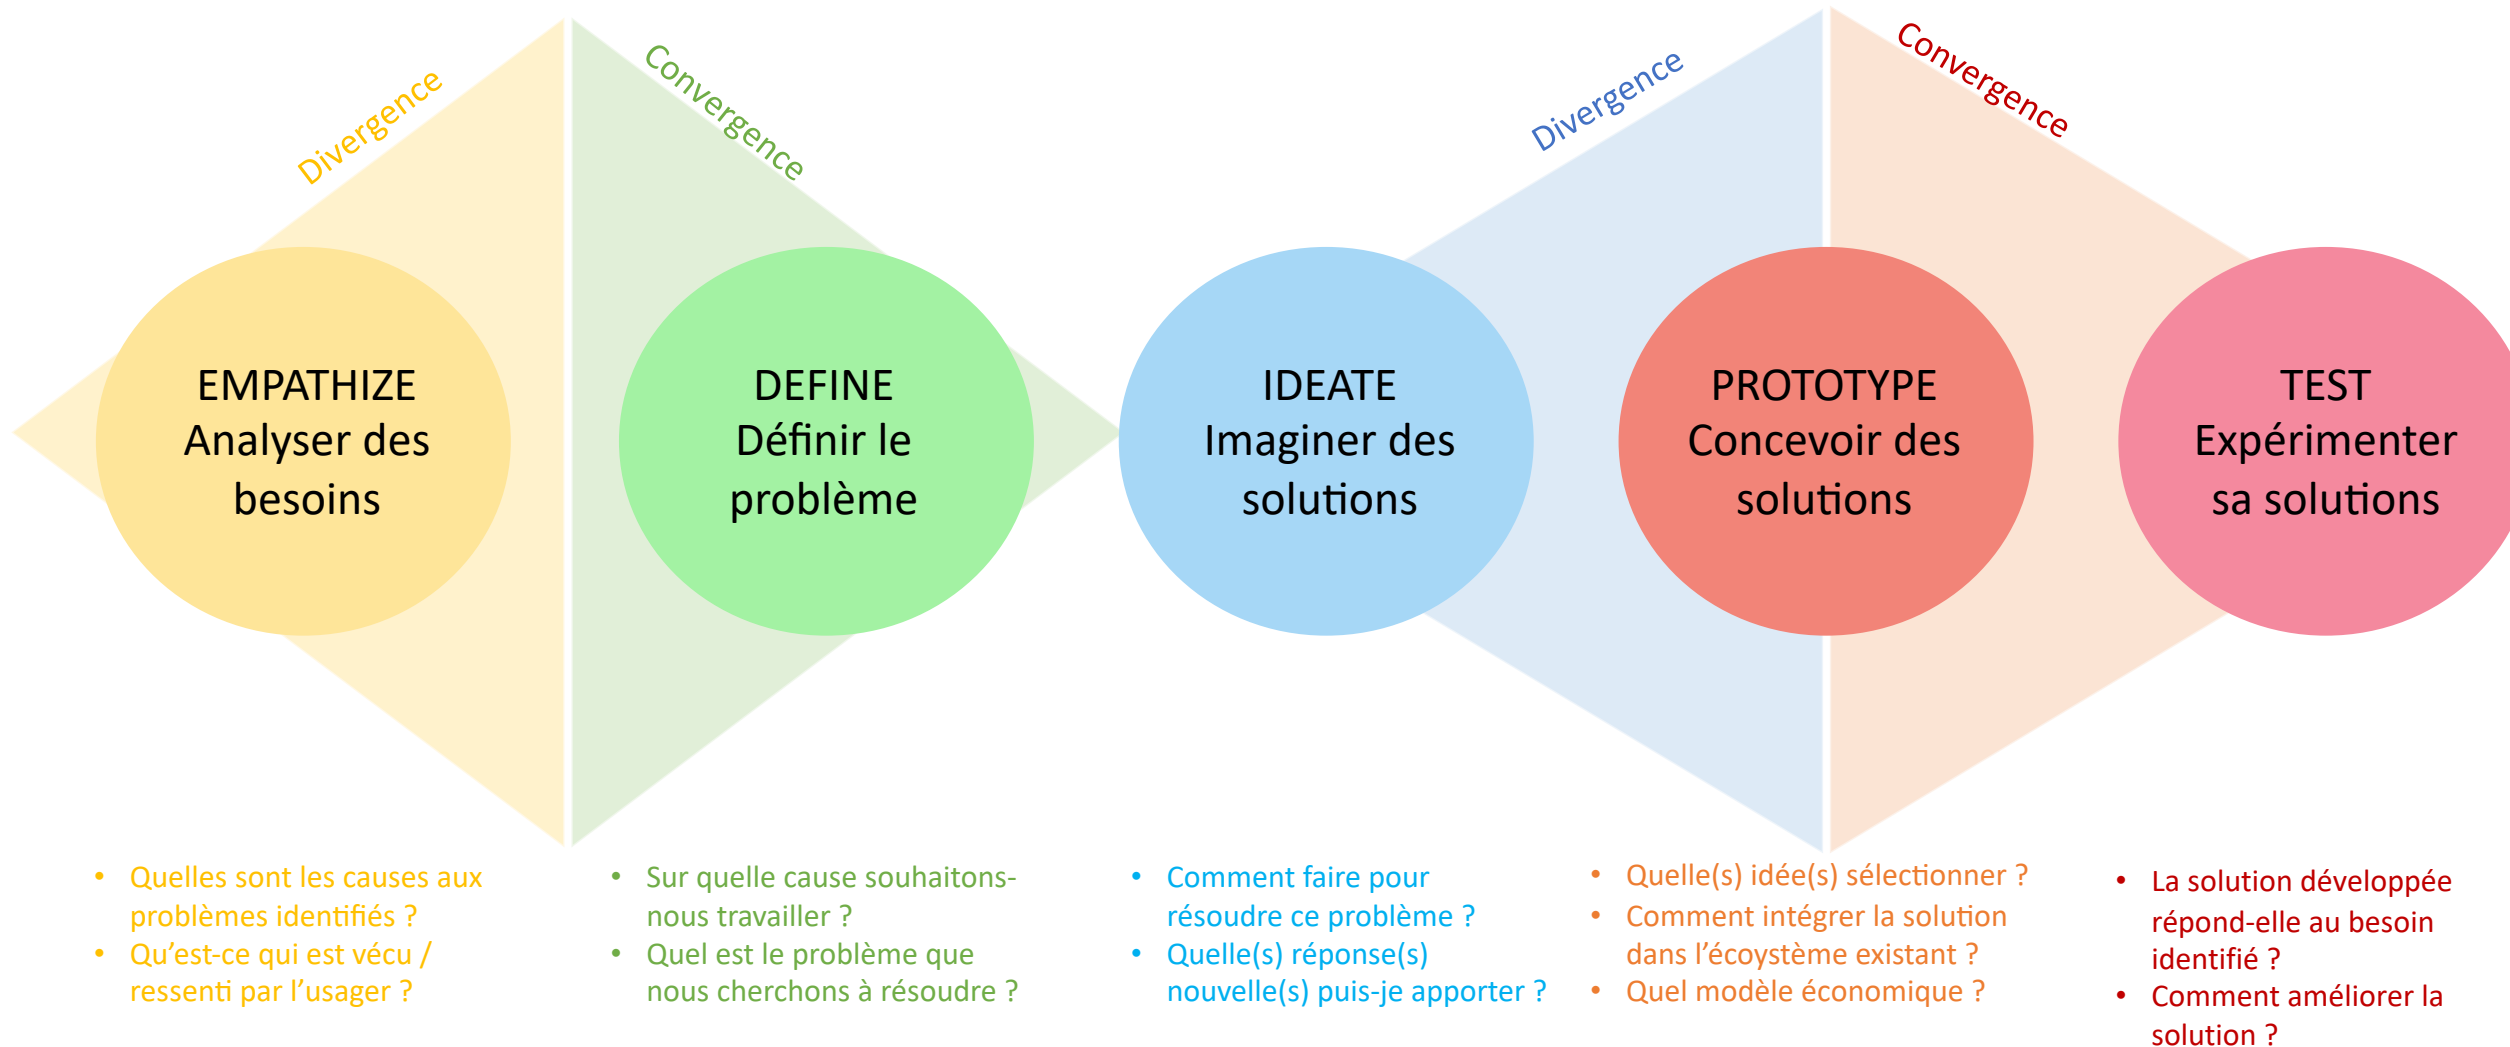 Divergence
Convergence
Divergence
Convergence
EMPATHIZE
Analyser des
besoins
DEFINE
Définir le
problème
IDEATE
Imaginer des
solutions
PROTOTYPE
Concevoir des
solutions
TEST
Expérimenter
sa solutions
• Quelles sont les causes aux
problèmes identifiés ?
• Qu'est-ce qui est vécu /
ressenti par l'usager ?
• Sur quelle cause souhaitons-
nous travailler ?
• Quel est le problème que
nous cherchons à résoudre ?
• Comment faire pour
résoudre ce problème ?
• Quelle(s) réponse(s)
nouvelle(s) puis-je apporter ?
• Quelle(s) idée(s) sélectionner ?
• Comment intégrer la solution
dans l'écoystème existant ?
• Quel modèle économique ?
• La solution développée
répond-elle au besoin
identifié ?
• Comment améliorer la
solution ?